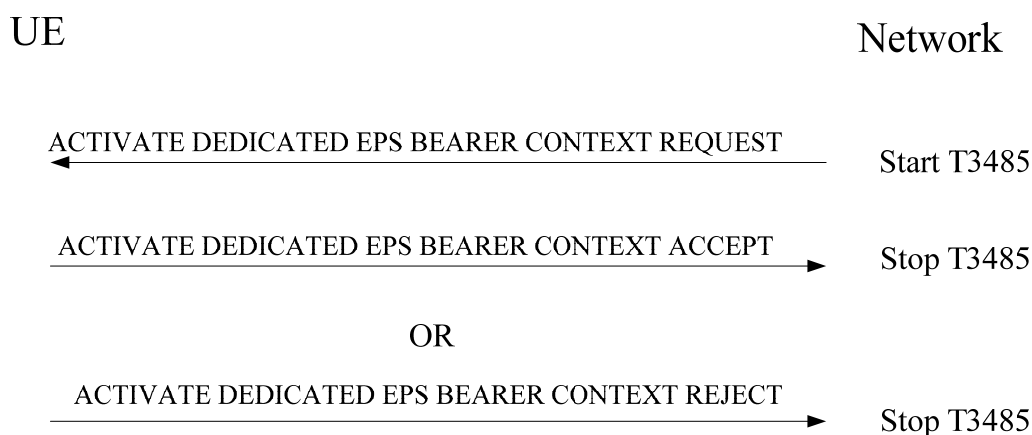 UE
Network
ACTIVATE DEDICATED EPS BEARER CONTEXT REQUEST
Start T3485
ACTIVATE DEDICATED EPS BEARER CONTEXT ACCEPT
Stop T3485
OR
ACTIVATE DEDICATED EPS BEARER CONTEXT REJECT
Stop T3485